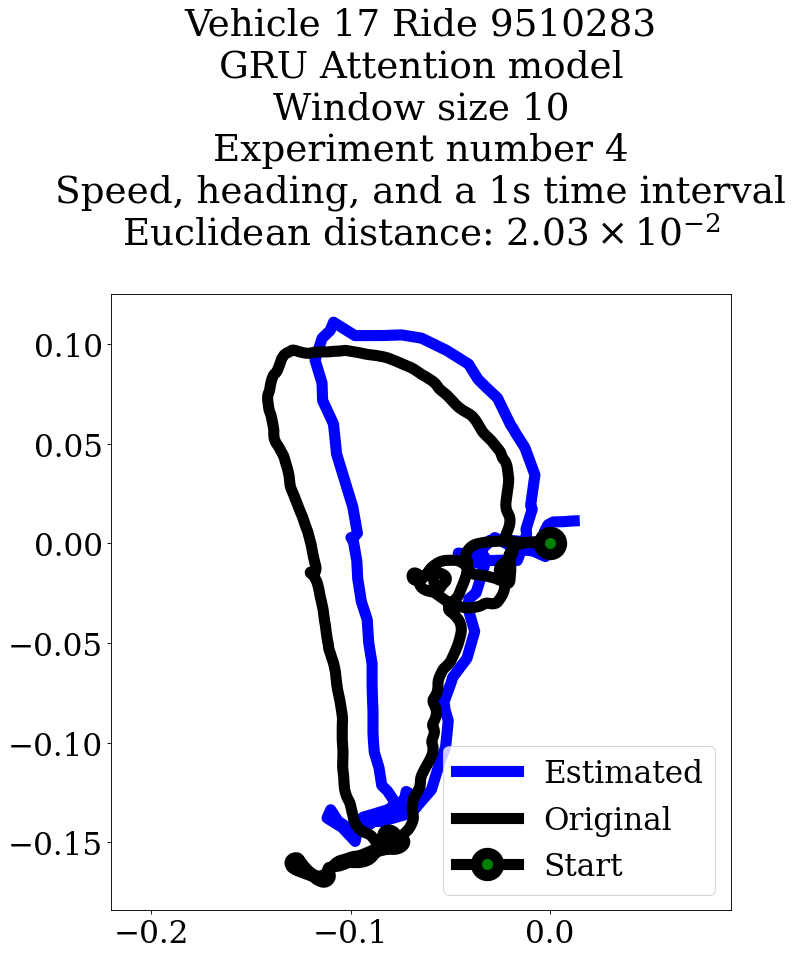 Vehicle 17 Ride 9510283
GRU Attention model
Window size 10
Experiment number 4
Speed, heading, and a 1s time interval
Euclidean distance: 2.03 × 10⁻²
0.10
0.05
0.00
−0.05
−0.10
−0.15
Estimated
Original
Start
−0.2
−0.1
0.0